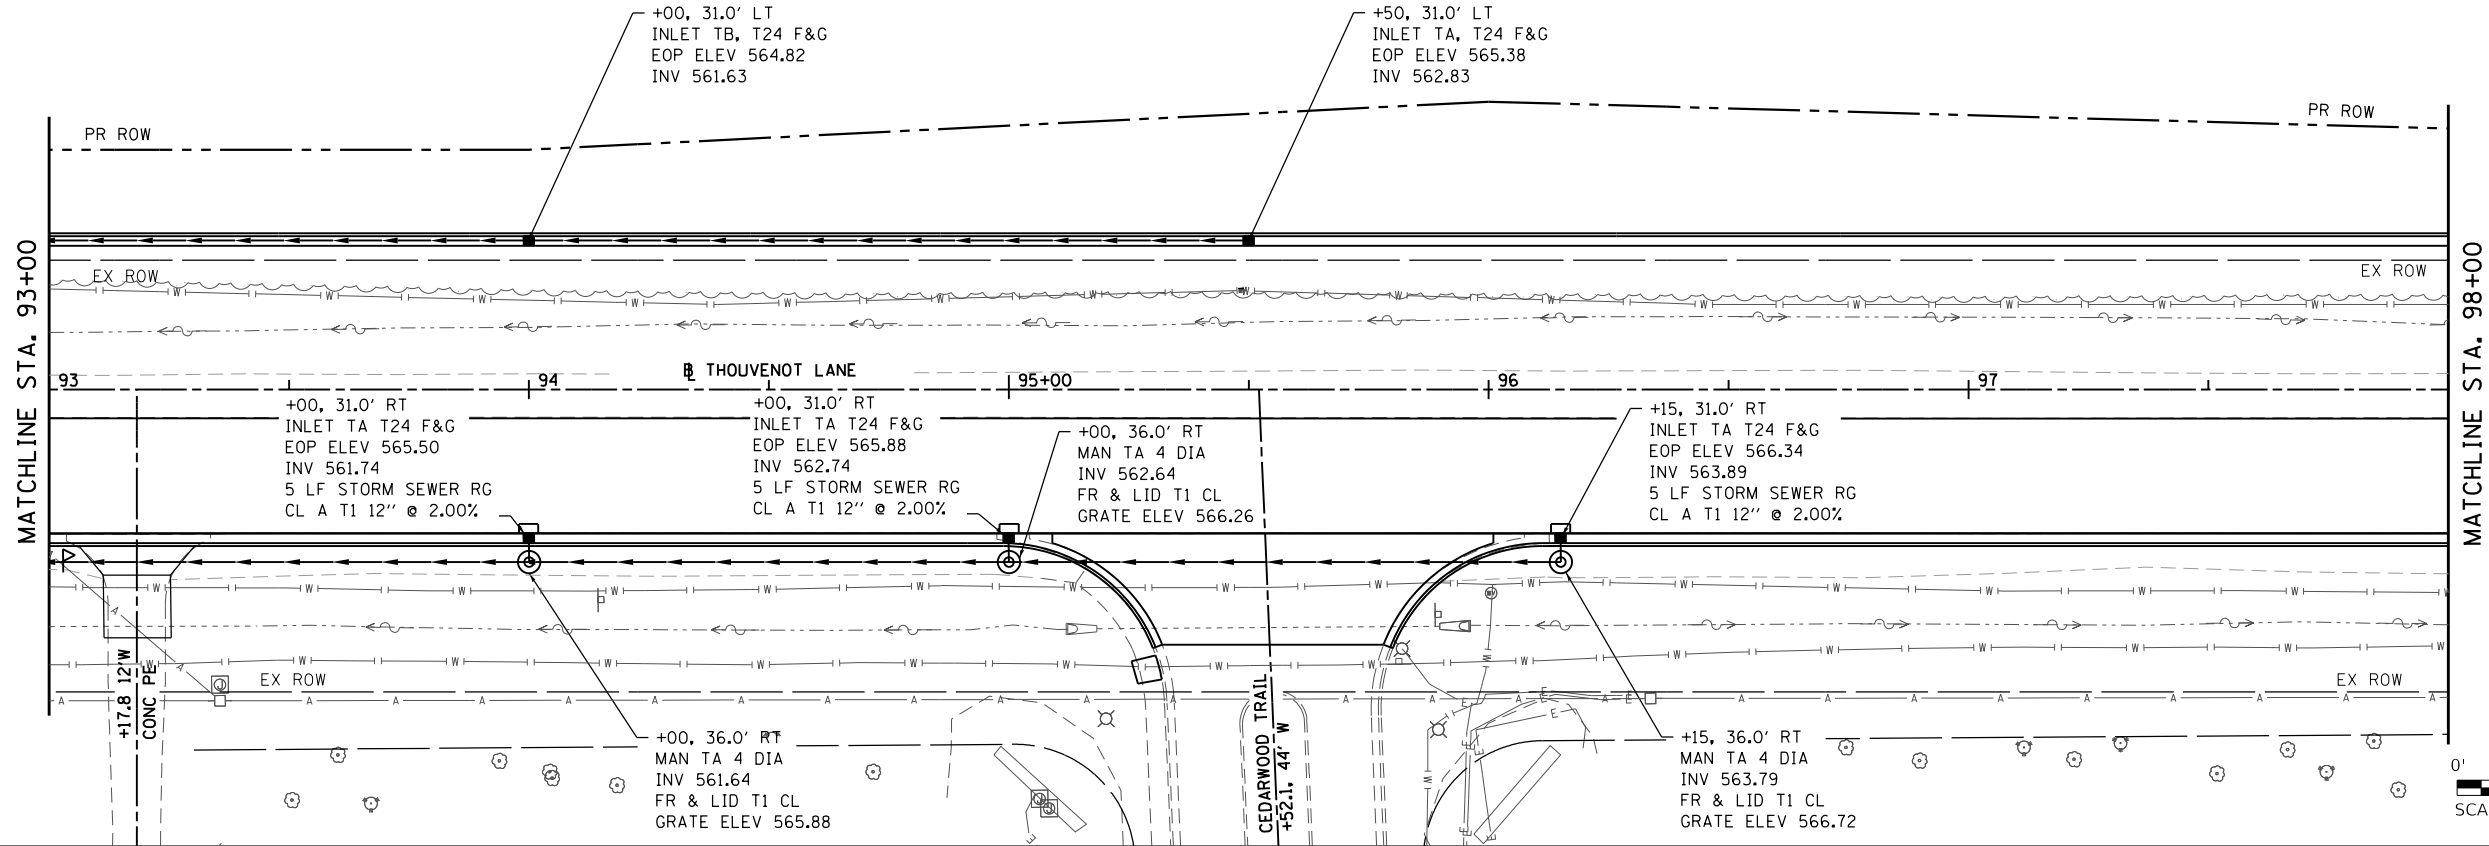 +00, 31.0' LT
INLET TB, T24 F&G
EOP ELEV 564.82
INV 561.63
+50, 31.0' LT
INLET TA, T24 F&G
EOP ELEV 565.38
INV 562.83
PR ROW
PR ROW
MATCHLINE STA. 93+00
EX ROW
EX ROW
MATCHLINE STA. 98+00
93
94
℄ THOUVENOT LANE
95+00
96
97
+00, 31.0' RT
INLET TA T24 F&G
EOP ELEV 565.50
INV 561.74
5 LF STORM SEWER RG
CL A T1 12'' @ 2.00%
+00, 31.0' RT
INLET TA T24 F&G
EOP ELEV 565.88
INV 562.74
5 LF STORM SEWER RG
CL A T1 12'' @ 2.00%
+00, 36.0' RT
MAN TA 4 DIA
INV 562.64
FR & LID T1 CL
GRATE ELEV 566.26
+15, 31.0' RT
INLET TA T24 F&G
EOP ELEV 566.34
INV 563.89
5 LF STORM SEWER RG
CL A T1 12'' @ 2.00%
+17.8 12'W
CONC PE
EX ROW
EX ROW
CEDARWOOD TRAIL
+52.1, 44' W
+00, 36.0' RT
MAN TA 4 DIA
INV 561.64
FR & LID T1 CL
GRATE ELEV 565.88
+15, 36.0' RT
MAN TA 4 DIA
INV 563.79
FR & LID T1 CL
GRATE ELEV 566.72
0'
SCA